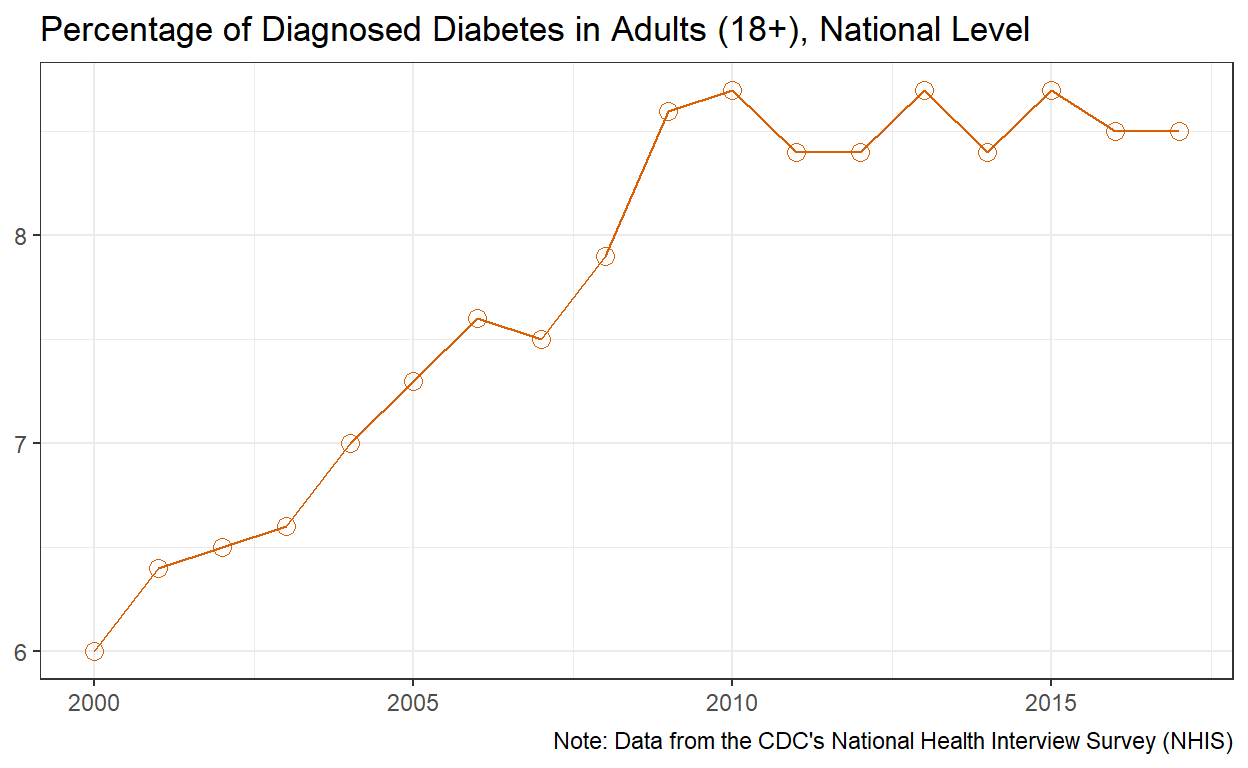 Percentage of Diagnosed Diabetes in Adults (18+), National Level
8
7
6
2000 2005 2010 2015
Note: Data from the CDC's National Health Interview Survey (NHIS)